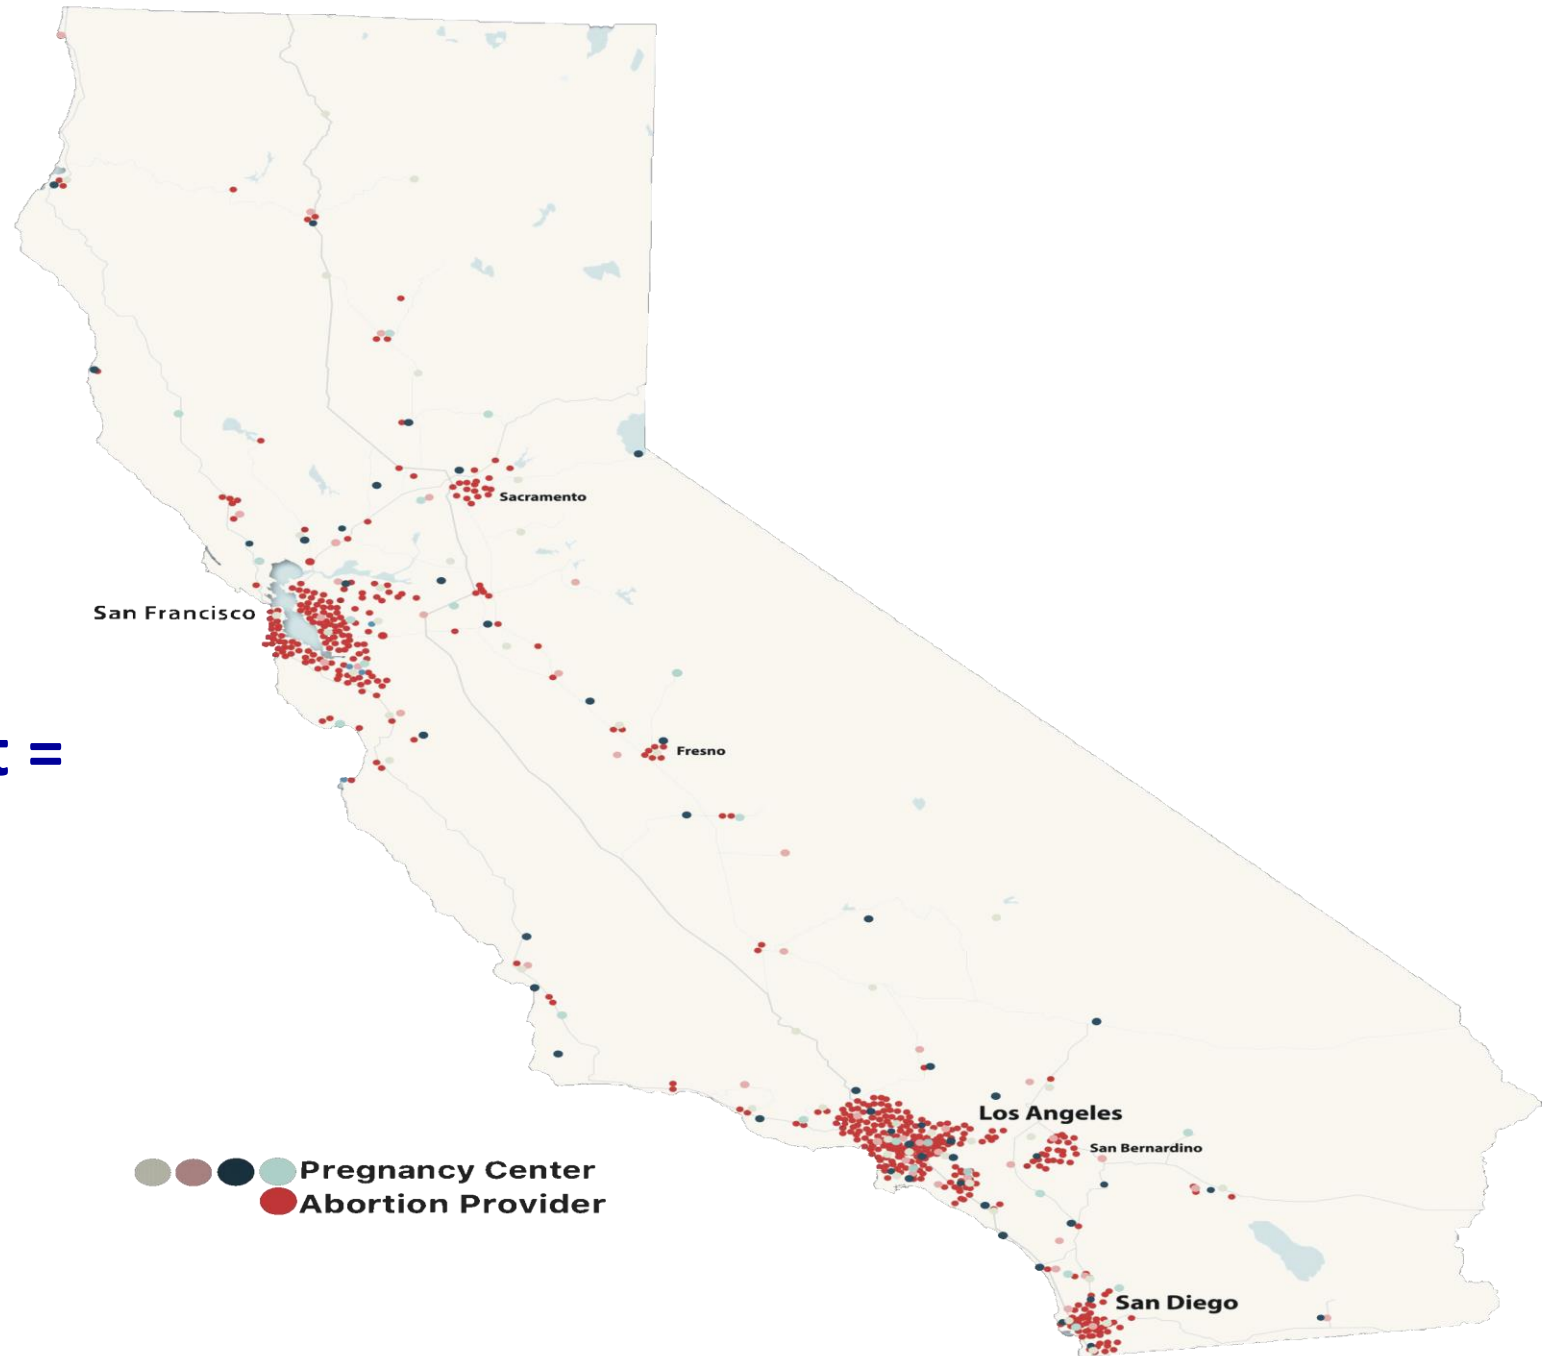 Sacramento
San Francisco
=
Fresno
Los Angeles
San Bernardino
Pregnancy Center
Abortion Provider
San Diego